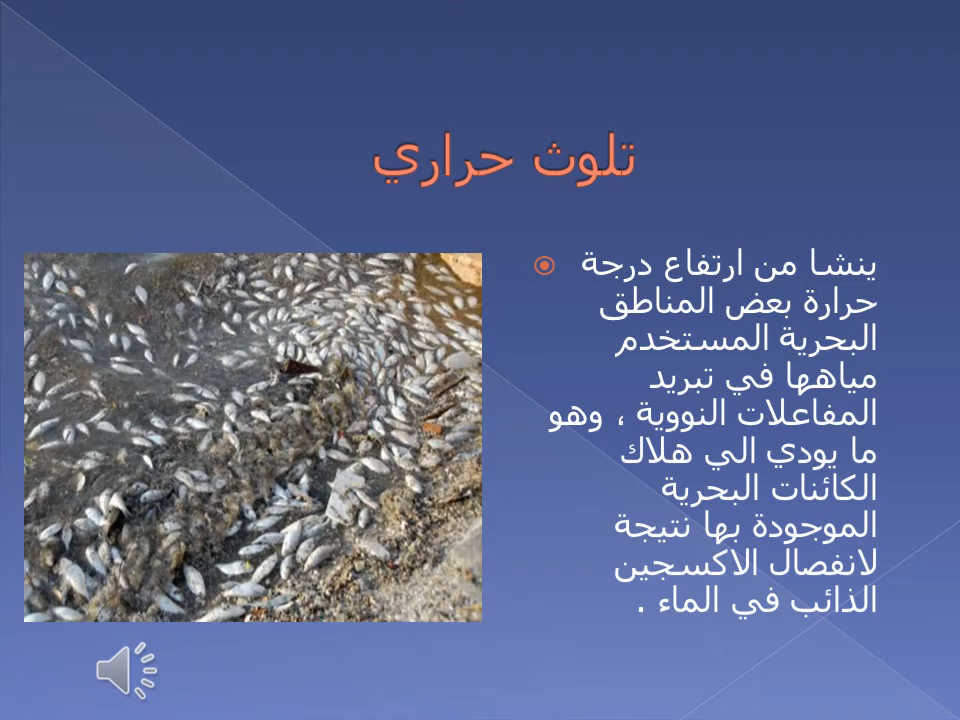 تلوث حراري
ينشا من ارتفاع درجة
حرارة بعض المناطق
البحرية المستخدم
مياهها في تبريد
المفاعلات النووية ، وهو
ما يودي الي هلاك
الكائنات البحرية
الموجودة بها نتيجة
لانفصال الاكسجين
الذائب في الماء .